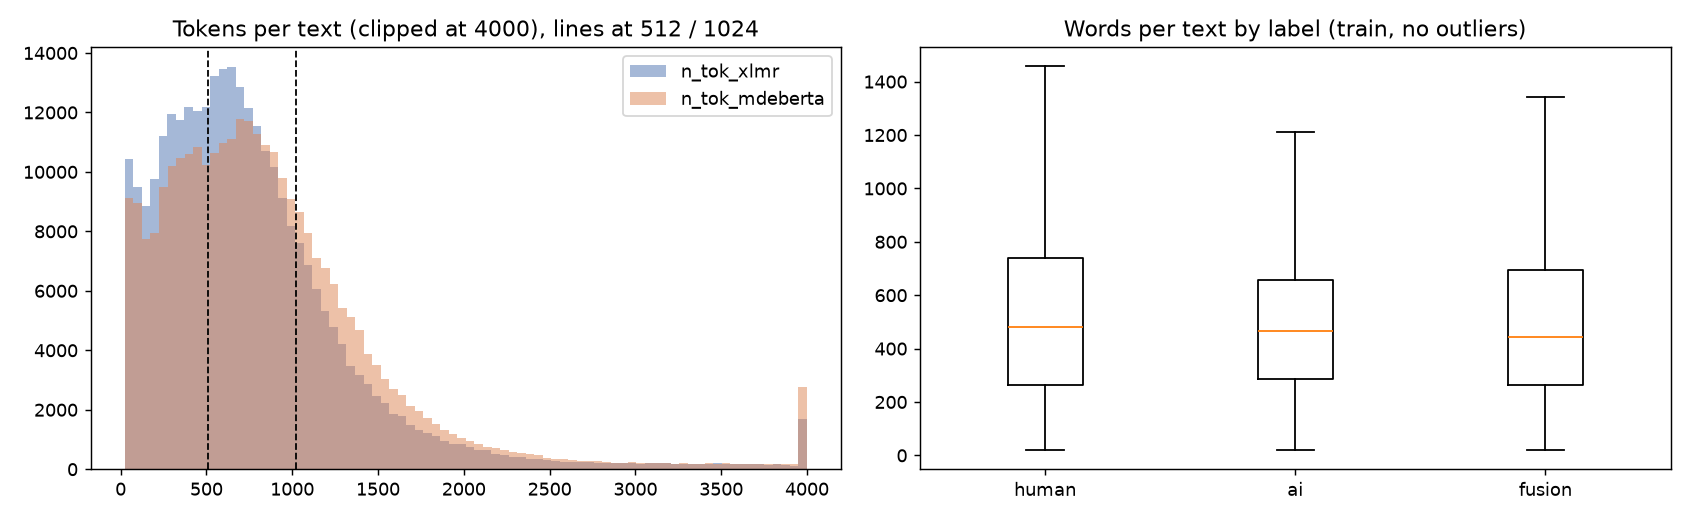 Tokens per text (clipped at 4000), lines at 512 / 1024
n_tok_xlmr
n_tok_mdeberta
14000
12000
10000
8000
6000
4000
2000
0
0 500 1000 1500 2000 2500 3000 3500 4000
Words per text by label (train, no outliers)
1400
1200
1000
800
600
400
200
0
human ai fusion